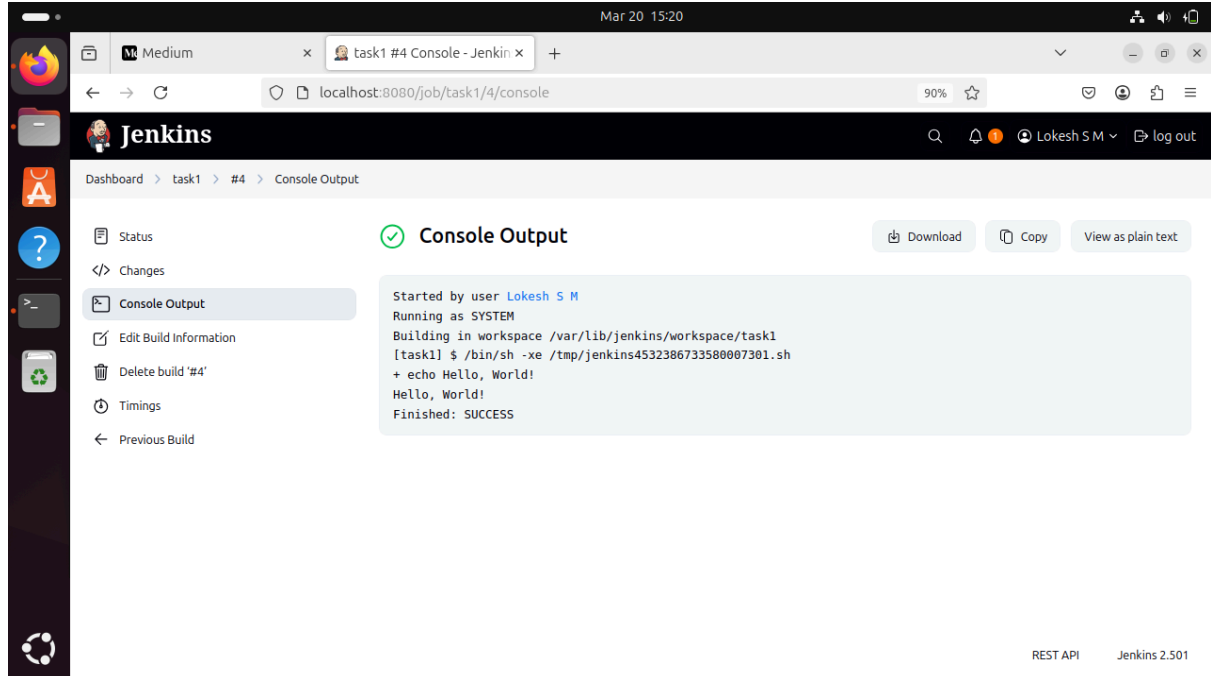 Mar 20 15:20
Medium
task1 #4 Console - Jenkin
localhost:8080/job/task1/4/console
90%
Jenkins
1
Lokesh S M
log out
Dashboard > task1 > #4 > Console Output
Status
Changes
Console Output
Edit Build Information
Delete build ‘#4’
Timings
Previous Build
Console Output
Download
Copy
View as plain text
Started by user Lokesh S M
Running as SYSTEM
Building in workspace /var/lib/jenkins/workspace/task1
[task1] $ /bin/sh -xe /tmp/jenkins4532386733580007301.sh
+ echo Hello, World!
Hello, World!
Finished: SUCCESS
REST API
Jenkins 2.501